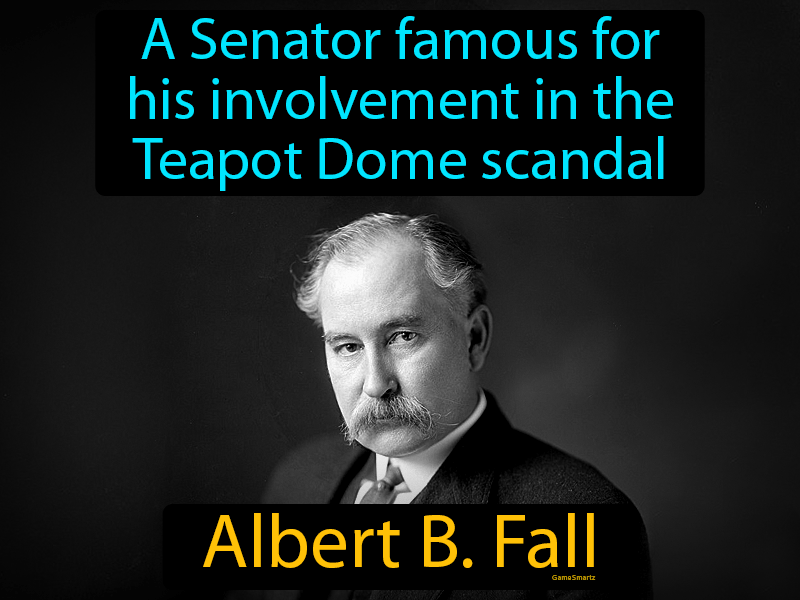 A Senator famous for
his involvement in the
Teapot Dome scandal
Albert B. Fall
GameSmartz